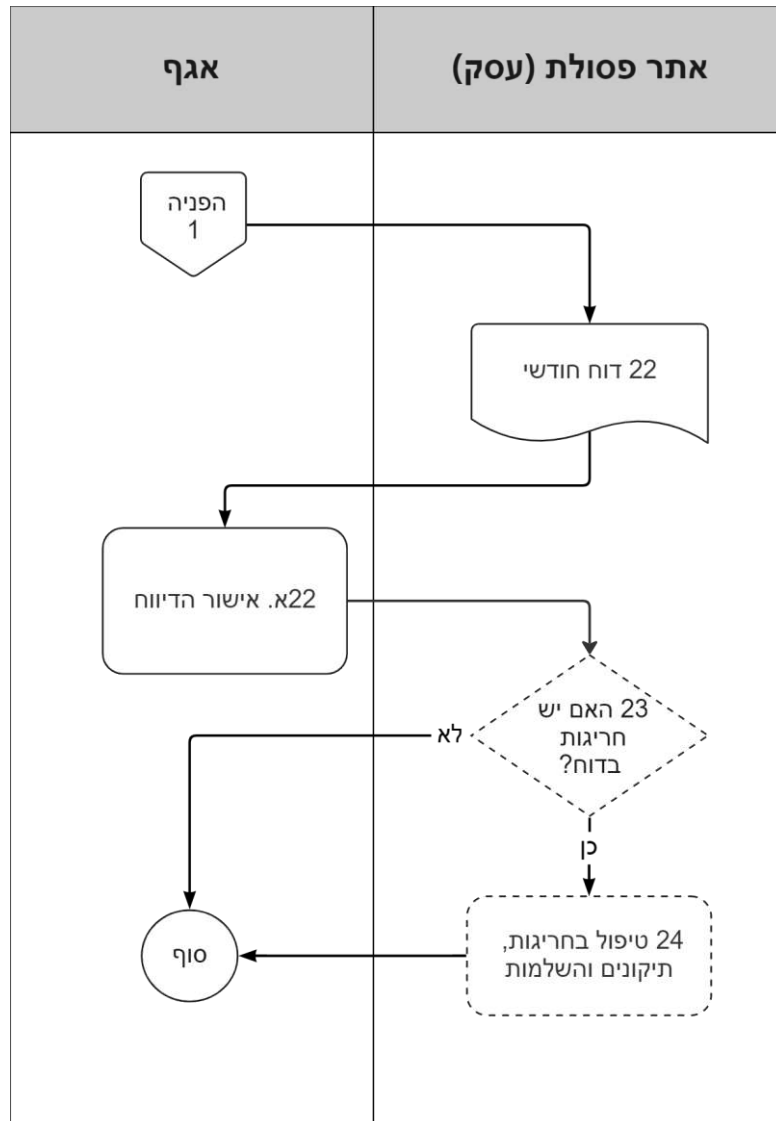 אתר פסולת (עסק)
אגף
הפניה
1
22 דוח חודשי
22א. אישור הדיווח
23 האם יש
חריגות
בדוח?
לא
כן
24 טיפול בחריגות,
תיקונים והשלמות
סוף